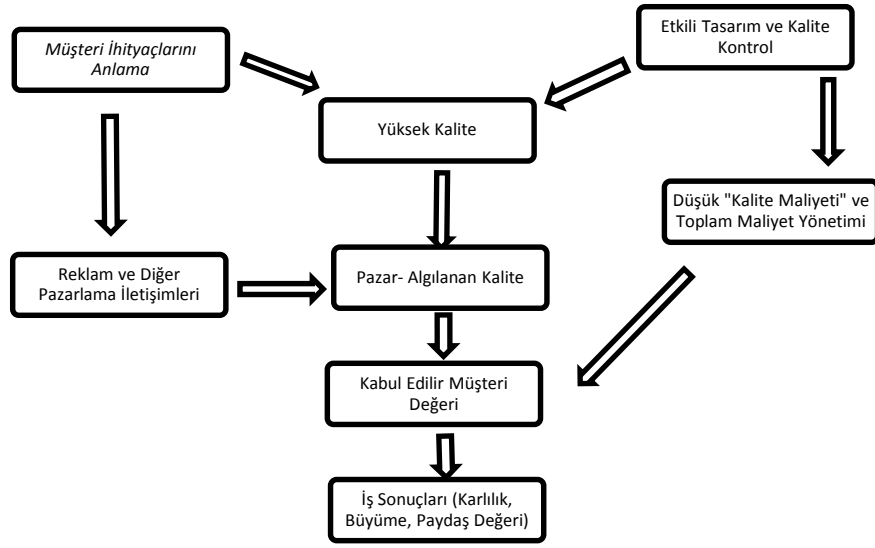 Müşteri İhityaçlarını
Anlama
Etkili Tasarım ve Kalite
Kontrol
Yüksek Kalite
Düşük "Kalite Maliyeti" ve
Toplam Maliyet Yönetimi
Reklam ve Diğer
Pazarlama İletişimleri
Pazar- Algılanan Kalite
Kabul Edilir Müşteri
Değeri
İş Sonuçları (Karlılık,
Büyüme, Paydaş Değeri)